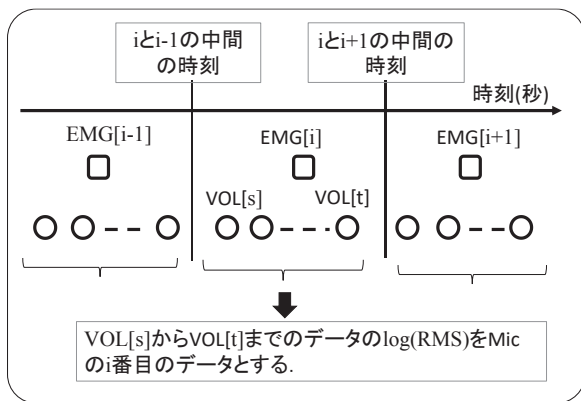 iとi-1の中間
の時刻
iとi+1の中間の
時刻
時刻(秒)
EMG[i-1]
EMG[i]
EMG[i+1]
VOL[s]
VOL[t]
VOL[s]からVOL[t]までのデータのlog(RMS)をMic
のi番目のデータとする.